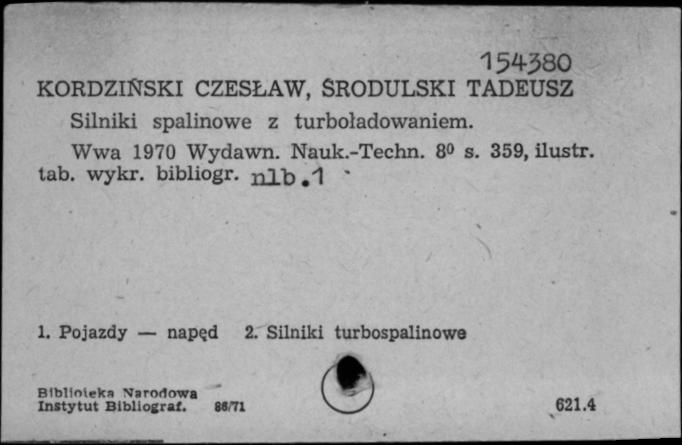 154380
KORDZIŃSKI CZESŁAW, ŚRODULSKI TADEUSZ
Silniki spalinowe z turboładowaniem.
Wwa 1970 Wydawn. Nauk.-Techn. 8⁰ s. 359, ilustr.
tab. wykr. bibliogr. nlb.1
1. Pojazdy — napęd 2. Silniki turbospalinowe
Biblioteka Narodowa
Instytut Bibliograf. 86/71
621.4